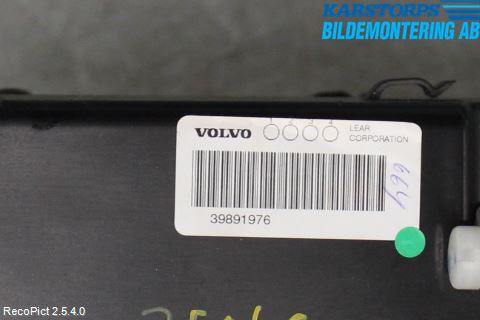 KARSTORPS
BILDEMONTERING AB
1 2 3 4
VOLVO LEAR
CORPORATION
39891976
RecoPict 2.5.4.0